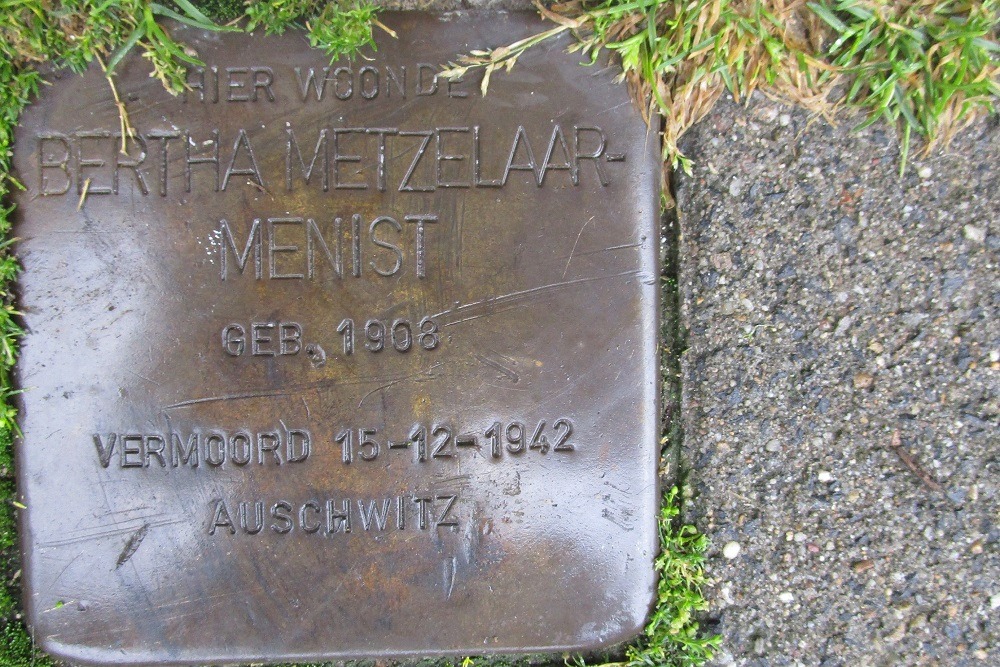 HIER WOONDE
BERTHA METZELAAR-
MENIST
GEB. 1908
VERMOORD 15-12-1942
AUSCHWITZ